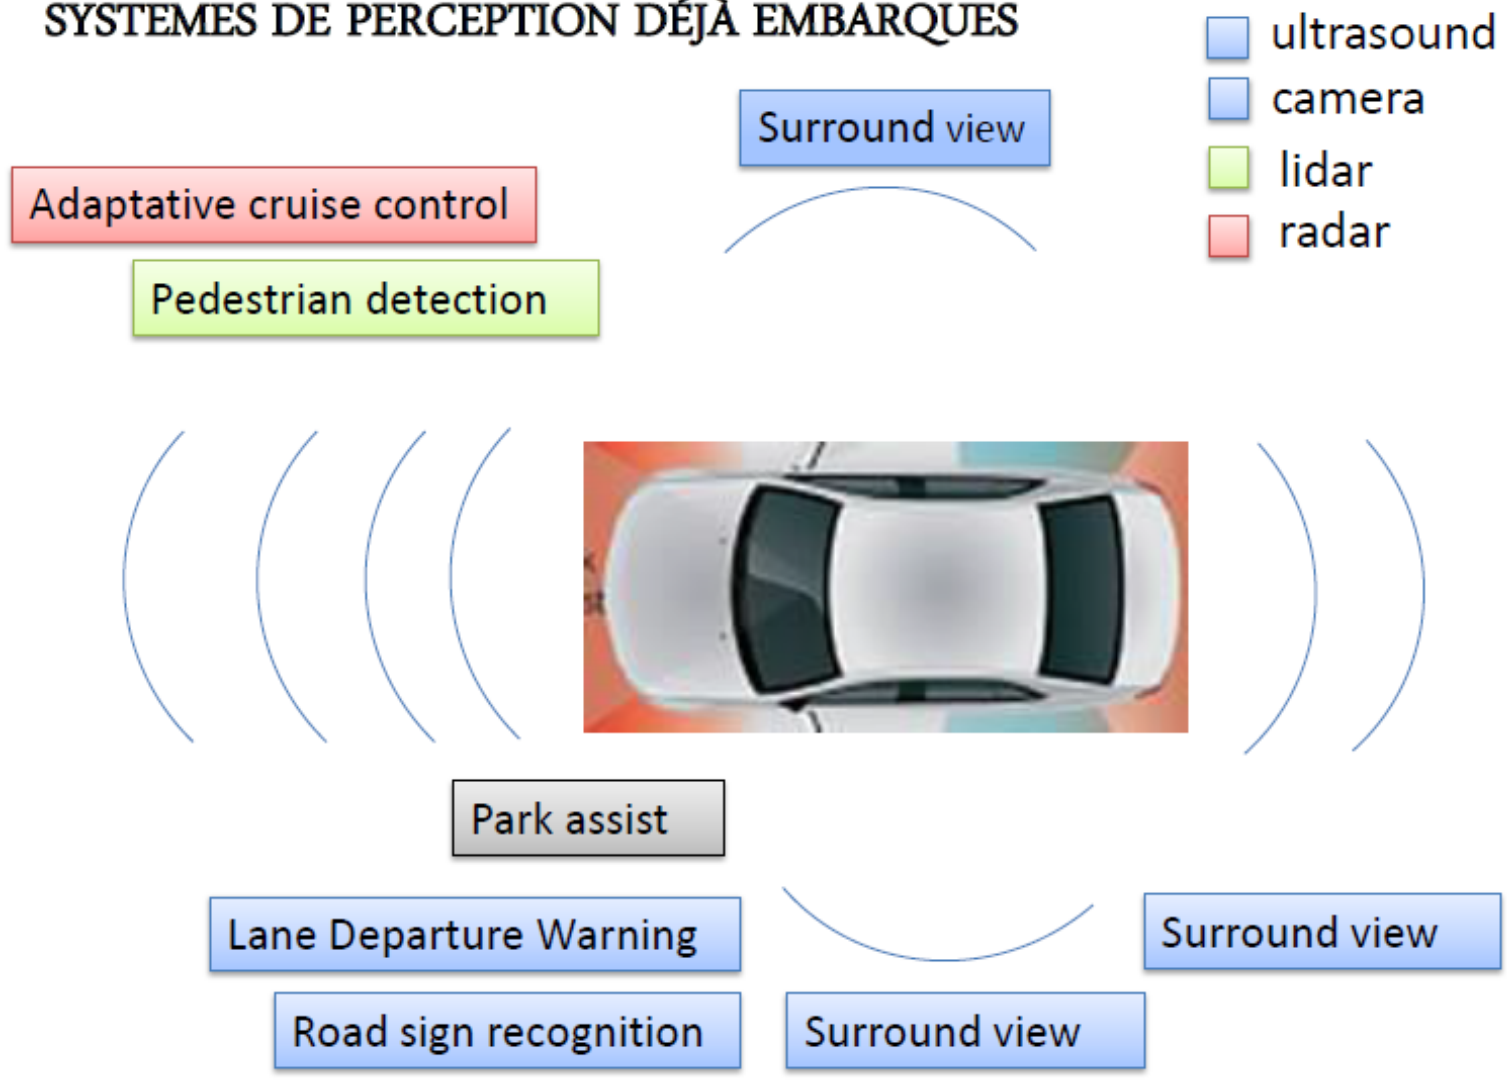 SYSTEMES DE PERCEPTION DÉJÀ EMBARQUES
ultrasound
camera
lidar
radar
Surround view
Adaptative cruise control
Pedestrian detection
Park assist
Lane Departure Warning
Surround view
Road sign recognition
Surround view